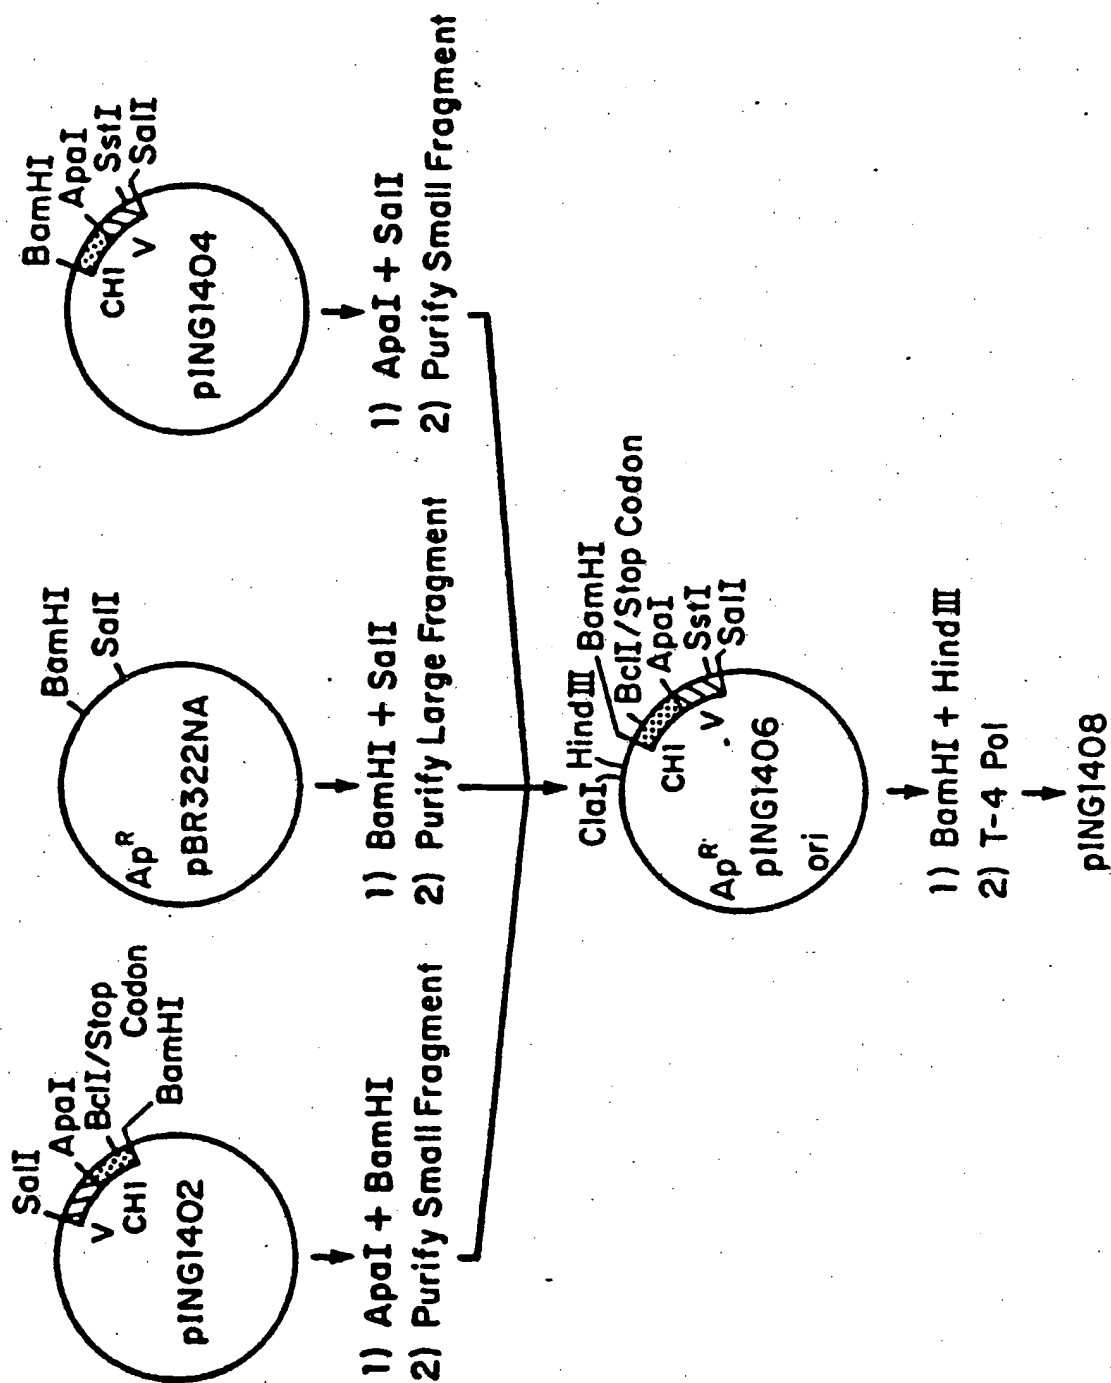 SalI
ApaI
BclI/Stop
Codon
BamHI
V
CH1
pING1402
1) ApaI + BamHI
2) Purify Small Fragment
BamHI
SalI
Ap^R
pBR322NA
1) BamHI + SalI
2) Purify Large Fragment
BamHI
ApaI
SstI
SalI
CH1
V
pING1404
1) ApaI + SalI
2) Purify Small Fragment
ClaI
HindIII
BamHI
BclI/Stop Codon
ApaI
SstI
SalI
CH1
V
Ap^R
pING1406
ori
1) BamHI + HindIII
2) T-4 Pol
pING1408